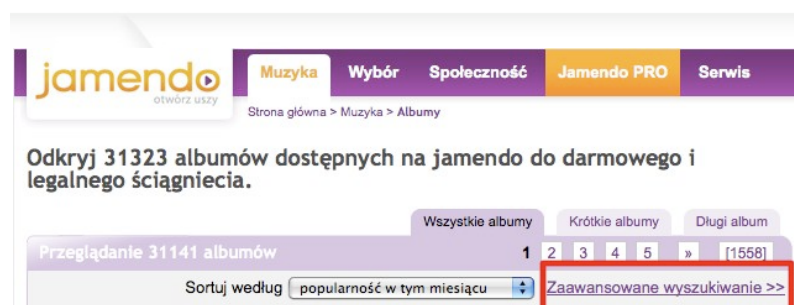 jamendo
otwórz uszy
Muzyka Wybór Społeczność Jamendo PRO Serwis
Strona główna > Muzyka > Albumy
Odkryj 31323 albumów dostępnych na jamendo do darmowego i
legalnego ściągniecia.
Wszystkie albumy Krótkie albumy Długi album
Przeglądanie 31141 albumów 1 2 3 4 5 » [1558]
Sortuj według popularność w tym miesiącu Zaawansowane wyszukiwanie >>